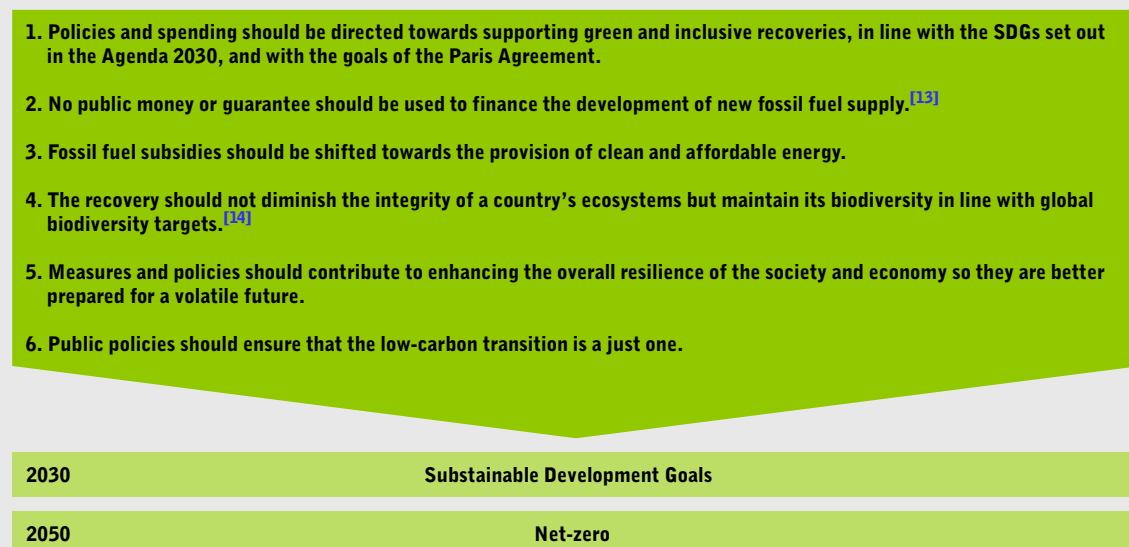 1. Policies and spending should be directed towards supporting green and inclusive recoveries, in line with the SDGs set out
in the Agenda 2030, and with the goals of the Paris Agreement.
2. No public money or guarantee should be used to finance the development of new fossil fuel supply.[13]
3. Fossil fuel subsidies should be shifted towards the provision of clean and affordable energy.
4. The recovery should not diminish the integrity of a country's ecosystems but maintain its biodiversity in line with global
biodiversity targets.[14]
5. Measures and policies should contribute to enhancing the overall resilience of the society and economy so they are better
prepared for a volatile future.
6. Public policies should ensure that the low-carbon transition is a just one.
2030 Substainable Development Goals
2050 Net-zero